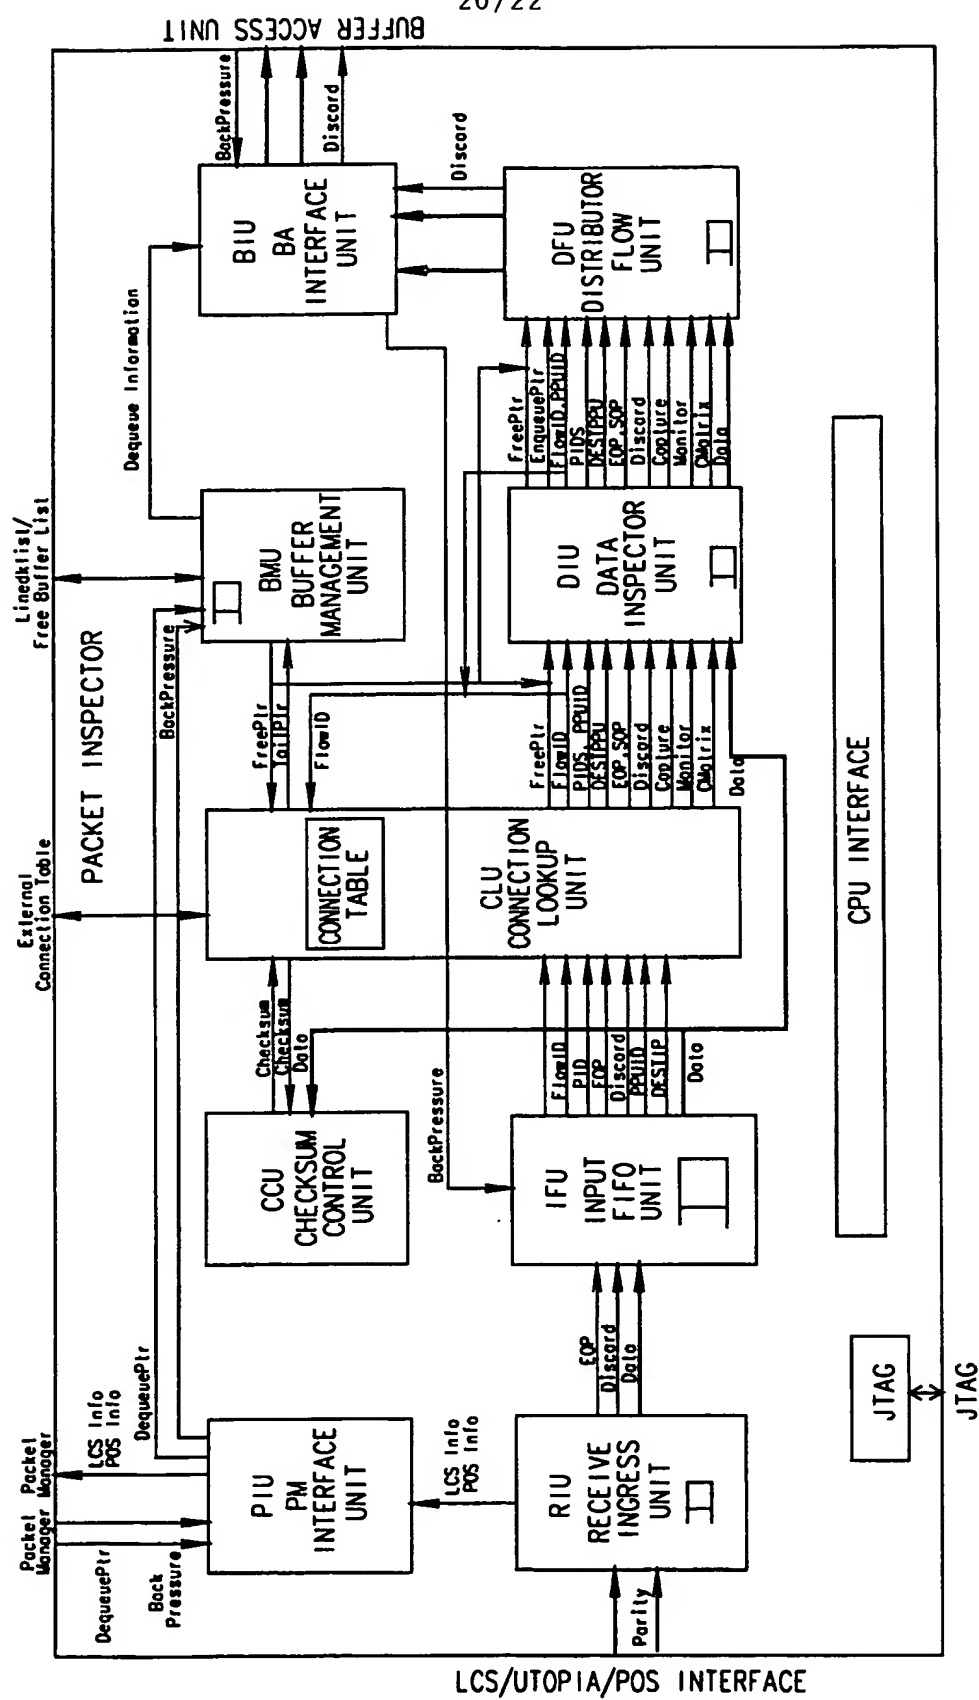 20/22
BUFFER ACCESS UNIT
BackPressure
Discard
BIU
BA
INTERFACE
UNIT
Discard
DFU
DISTRIBUTOR
FLOW
UNIT
Dequeue Information
Linedklist/
Free Buffer List
BMU
BUFFER
MANAGEMENT
UNIT
FreePtr
EnqueuePtr
FlowID.PPUID
PIDS
DESTPPU
EOP,SOP
Discard
Capture
Monitor
CMatrix
Data
DIU
DATA
INSPECTOR
UNIT
PACKET INSPECTOR
BackPressure
FreePtr
TailPtr
FlowID
FreePtr
FlowID
PIDS, PPUID
DESTPPU
EOP,SOP
Discard
Capture
Monitor
CMatrix
Data
External
Connection Table
CONNECTION
TABLE
CLU
CONNECTION
LOOKUP
UNIT
CPU INTERFACE
Checksum
Checksum
Data
BackPressure
FlowID
PID
EOP
Discard
PPUID
DESTIP
Data
CCU
CHECKSUM
CONTROL
UNIT
IFU
INPUT
FIFO
UNIT
EOP
Discard
Data
Packet
Manager
Packet
Manager
LCS Info
POS Info
DequeuePtr
PIU
PM
INTERFACE
UNIT
LCS Info
POS Info
RIU
RECEIVE
INGRESS
UNIT
JTAG
JTAG
DequeuePtr
Back
Pressure
Parity
LCS/UTOPIA/POS INTERFACE